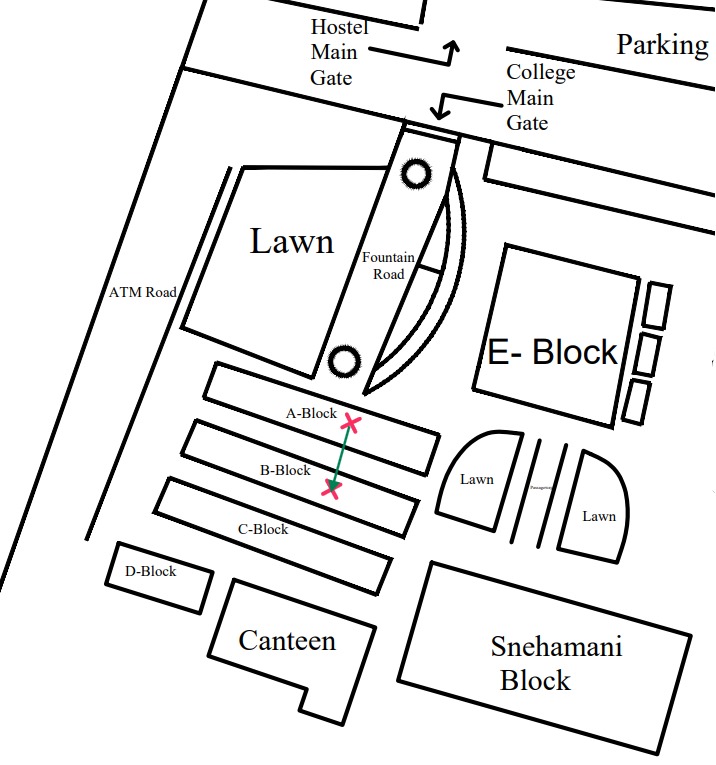 Hostel
Main
Gate
Parking
College
Main
Gate
Lawn
Fountain
Road
ATM Road
E- Block
A-Block
B-Block
Lawn
Lawn
C-Block
D-Block
Canteen
Snehamani
Block